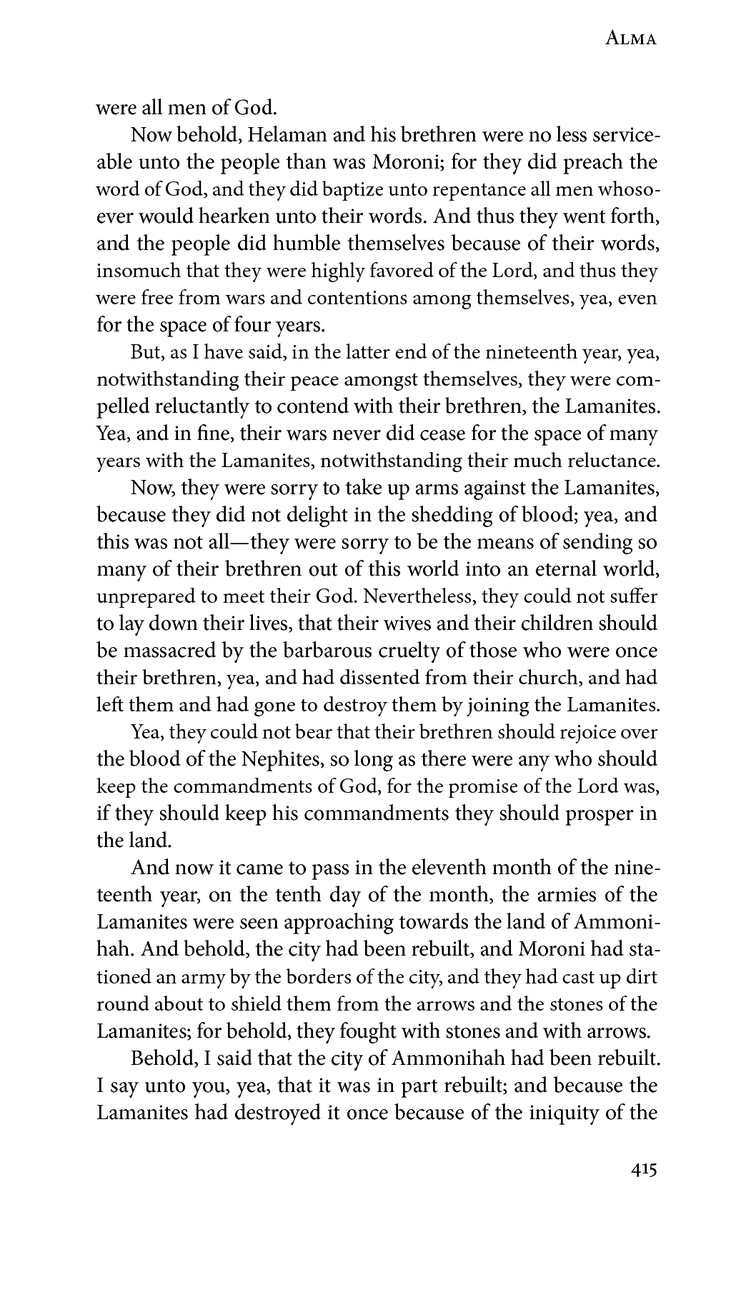 Alma
were all men of God.
Now behold, Helaman and his brethren were no less service-
able unto the people than was Moroni; for they did preach the
word of God, and they did baptize unto repentance all men whoso-
ever would hearken unto their words. And thus they went forth,
and the people did humble themselves because of their words,
insomuch that they were highly favored of the Lord, and thus they
were free from wars and contentions among themselves, yea, even
for the space of four years.
But, as I have said, in the latter end of the nineteenth year, yea,
notwithstanding their peace amongst themselves, they were com-
pelled reluctantly to contend with their brethren, the Lamanites.
Yea, and in fine, their wars never did cease for the space of many
years with the Lamanites, notwithstanding their much reluctance.
Now, they were sorry to take up arms against the Lamanites,
because they did not delight in the shedding of blood; yea, and
this was not all—they were sorry to be the means of sending so
many of their brethren out of this world into an eternal world,
unprepared to meet their God. Nevertheless, they could not suffer
to lay down their lives, that their wives and their children should
be massacred by the barbarous cruelty of those who were once
their brethren, yea, and had dissented from their church, and had
left them and had gone to destroy them by joining the Lamanites.
Yea, they could not bear that their brethren should rejoice over
the blood of the Nephites, so long as there were any who should
keep the commandments of God, for the promise of the Lord was,
if they should keep his commandments they should prosper in
the land.
And now it came to pass in the eleventh month of the nine-
teenth year, on the tenth day of the month, the armies of the
Lamanites were seen approaching towards the land of Ammoni-
hah. And behold, the city had been rebuilt, and Moroni had sta-
tioned an army by the borders of the city, and they had cast up dirt
round about to shield them from the arrows and the stones of the
Lamanites; for behold, they fought with stones and with arrows.
Behold, I said that the city of Ammonihah had been rebuilt.
I say unto you, yea, that it was in part rebuilt; and because the
Lamanites had destroyed it once because of the iniquity of the
415